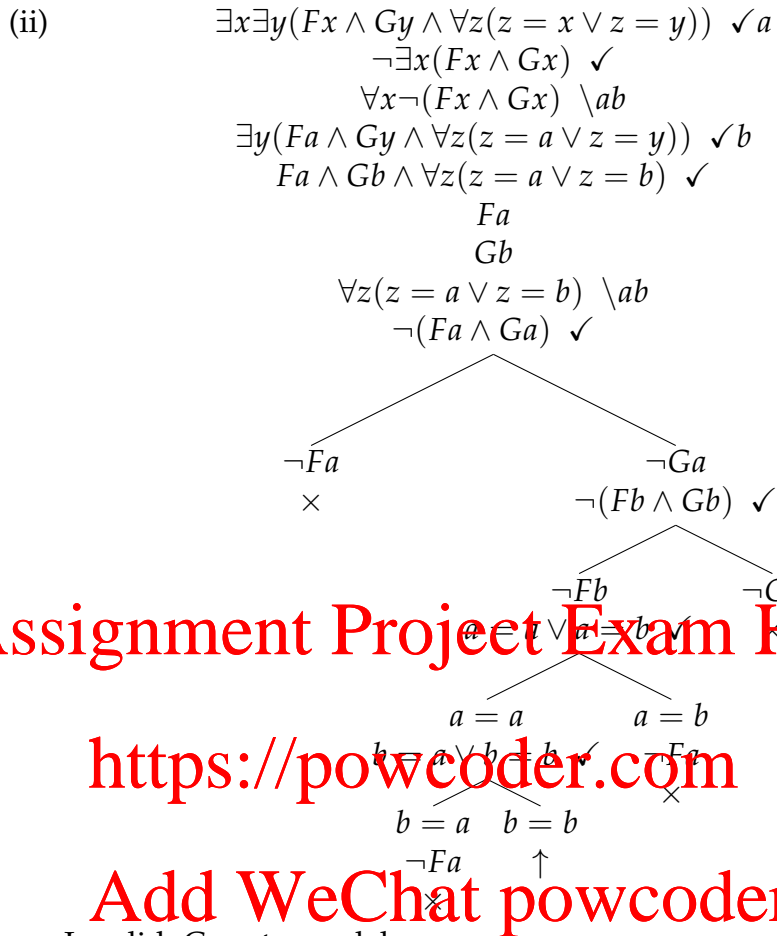 (ii) ∃x∃y(Fx ∧ Gy ∧ ∀z(z = x ∨ z = y)) ✓a
¬∃x(Fx ∧ Gx) ✓
∀x¬(Fx ∧ Gx) \ab
∃y(Fa ∧ Gy ∧ ∀z(z = a ∨ z = y)) ✓b
Fa ∧ Gb ∧ ∀z(z = a ∨ z = b) ✓
Fa
Gb
∀z(z = a ∨ z = b) \ab
¬(Fa ∧ Ga) ✓
¬Fa ¬Ga
× ¬(Fb ∧ Gb) ✓
¬Fb ¬G
a = a ∨ a = b ✓
Assignment Project Exam
a = a a = b
b = a ∨ b = b ✓ ¬Fa
https://powcoder.com
×
b = a b = b
¬Fa ↑
×
Add WeChat powcoder